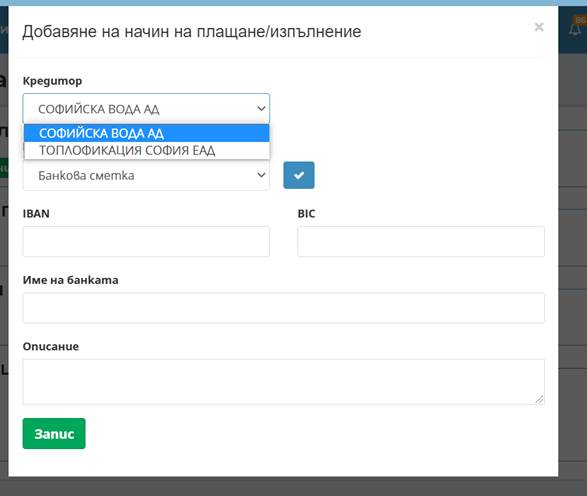 Добавяне на начин на плащане/изпълнение
×
Кредитор
СОФИЙСКА ВОДА АД
СОФИЙСКА ВОДА АД
ТОПЛОФИКАЦИЯ СОФИЯ ЕАД
Банкова сметка
IBAN
BIC
Име на банката
Описание
Запис